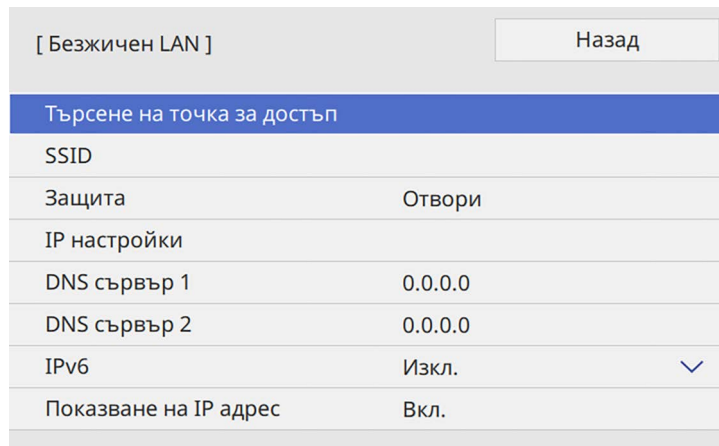 [ Безжичен LAN ] Назад
Търсене на точка за достъп
SSID
Защита Отвори
IP настройки
DNS сървър 1 0.0.0.0
DNS сървър 2 0.0.0.0
IPv6 Изкл.
Показване на IP адрес Вкл.